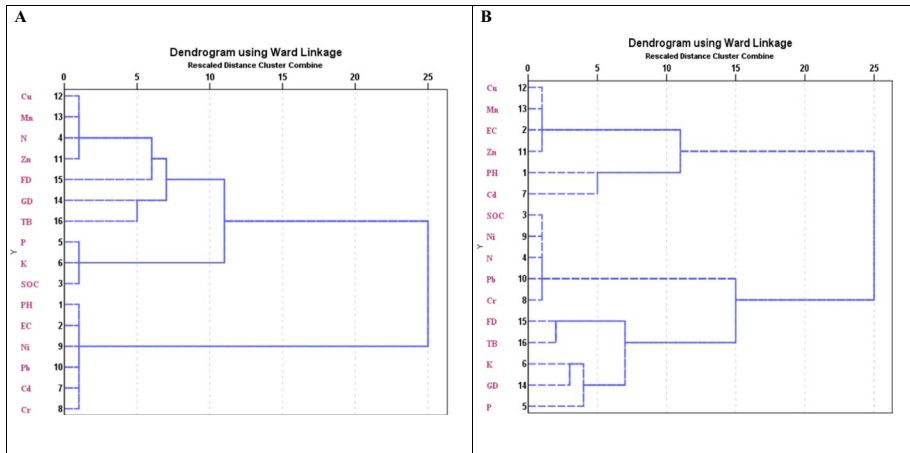 A
Dendrogram using Ward Linkage
Rescaled Distance Cluster Combine
0 5 10 15 20 25
Cu 12
Mn 13
N 4
Zn 11
FD 15
GD 14
TB 16
P 5
K 6
SOC 3
PH 1
EC 2
Ni 9
Pb 10
Cd 7
Cr 8
Y
B
Dendrogram using Ward Linkage
Rescaled Distance Cluster Combine
0 5 10 15 20 25
Cu 12
Mn 13
EC 2
Zn 11
PH 1
Cd 7
SOC 3
Ni 9
N 4
Pb 10
Cr 8
FD 15
TB 16
K 6
GD 14
P 5
Y